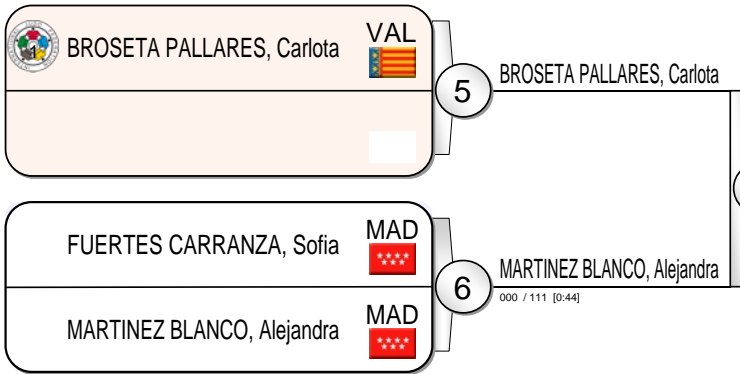 1 BROSETA PALLARES, Carlota VAL
5
BROSETA PALLARES, Carlota
FUERTES CARRANZA, Sofia MAD
MARTINEZ BLANCO, Alejandra MAD
6
MARTINEZ BLANCO, Alejandra
000 / 111 [0:44]